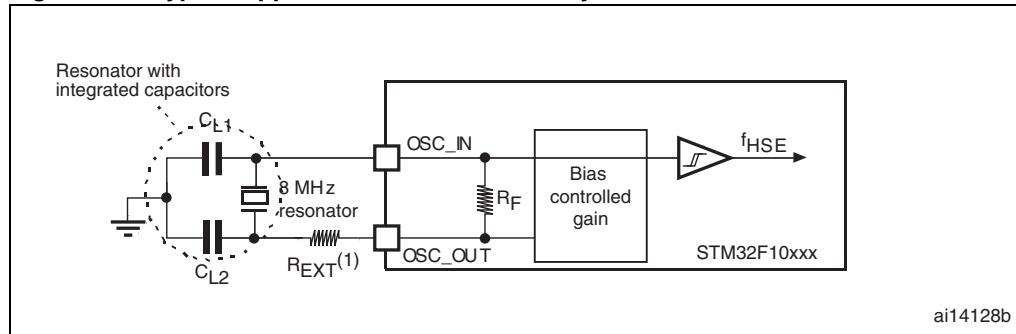 Resonator with
integrated capacitors
CL1
OSC_IN
fHSE
8 MHz
resonator
RF
Bias
controlled
gain
OSC_OUT
STM32F10xxx
REXT(1)
CL2
ai14128b